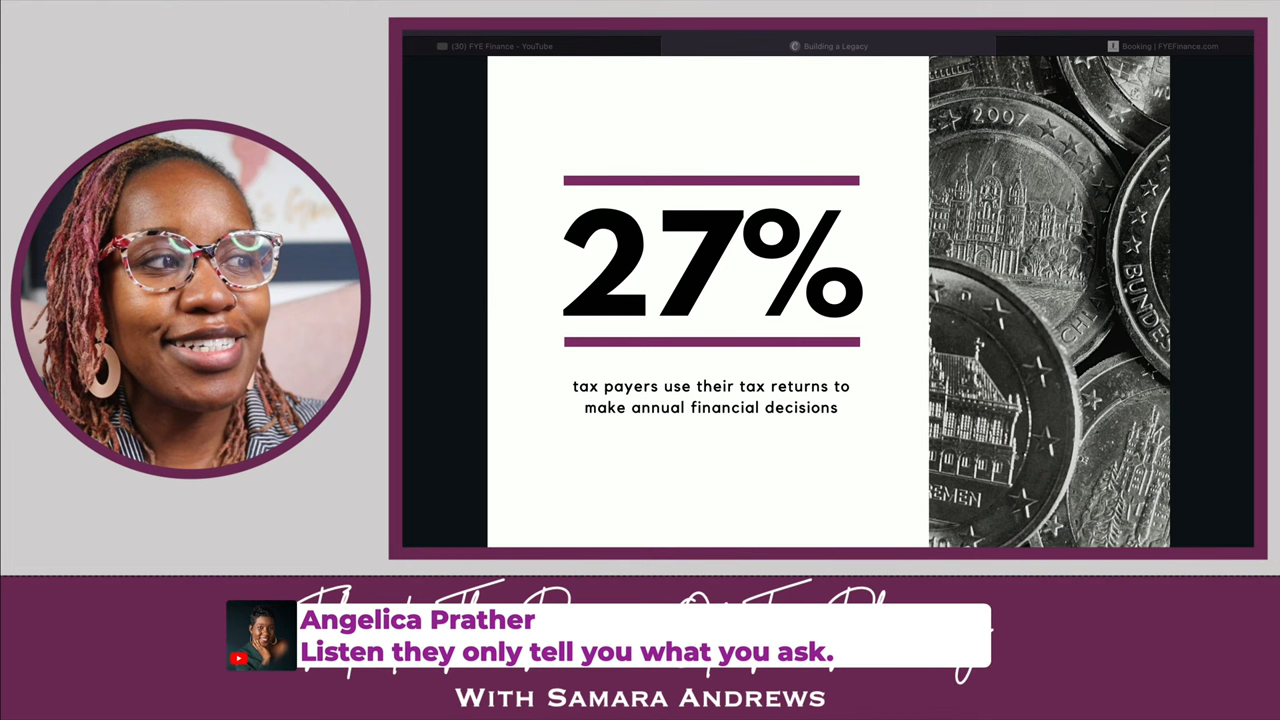 (30) FYE Finance - YouTube
Building a Legacy
Booking | FYEFinance.com
27%
tax payers use their tax returns to
make annual financial decisions
2007
BUNDES
BREMEN
Angelica Prather
Listen they only tell you what you ask.
WITH SAMARA ANDREWS